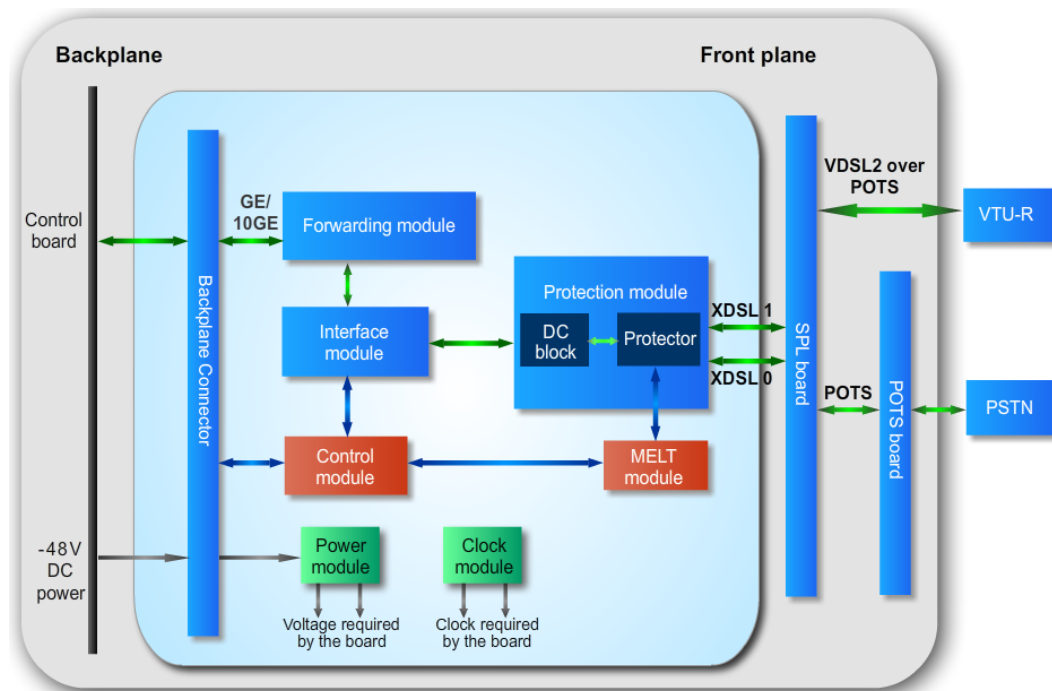 Backplane
Front plane
Control
board
-48V
DC
power
Backplane Connector
GE/
10GE
Forwarding module
Interface
module
Control
module
Protection module
DC
block
Protector
MELT
module
Power
module
Voltage required
by the board
Clock
module
Clock required
by the board
XDSL 1
XDSL 0
SPL board
VDSL2 over
POTS
VTU-R
POTS
POTS board
PSTN